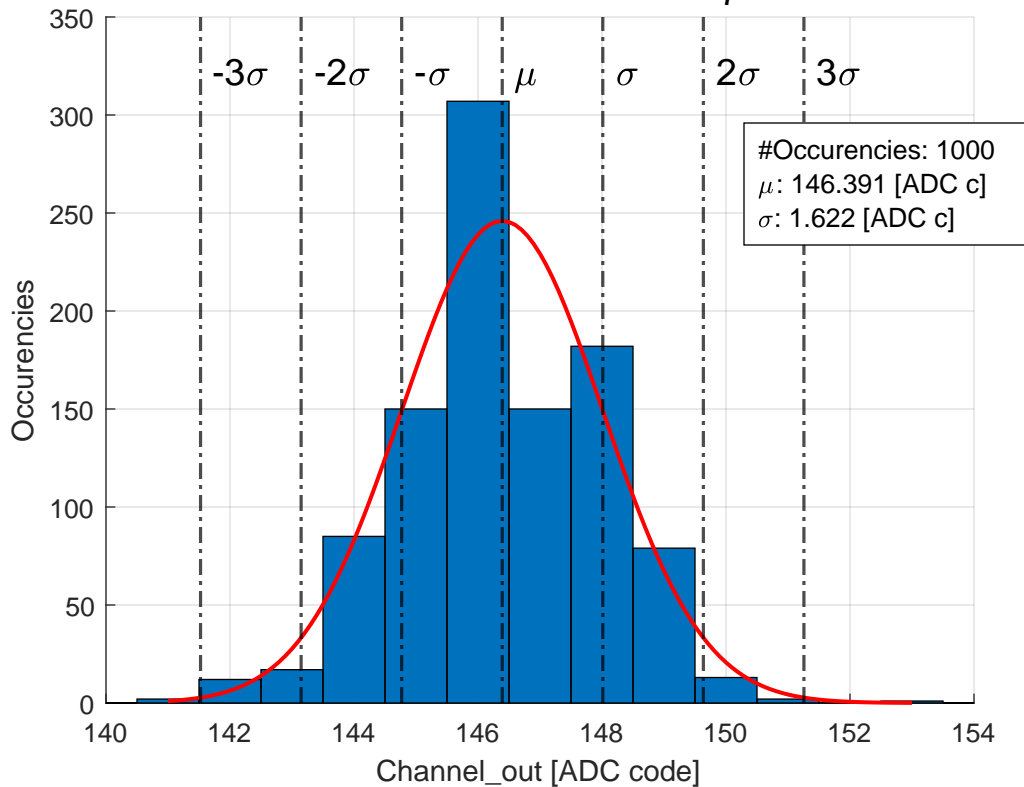 350
300
250
200
150
100
50
0
Occurencies
-3σ -2σ -σ μ σ 2σ 3σ
#Occurencies: 1000
μ: 146.391 [ADC c]
σ: 1.622 [ADC c]
140 142 144 146 148 150 152 154
Channel_out [ADC code]